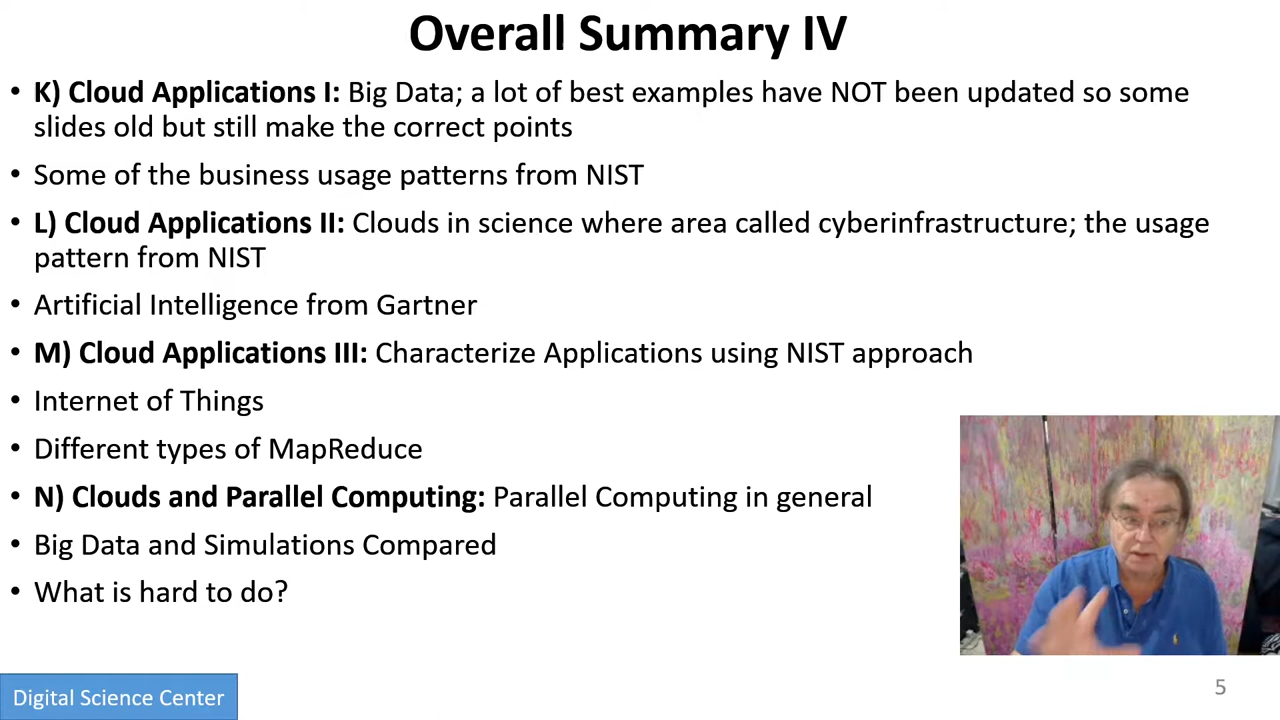 Overall Summary IV
• K) Cloud Applications I: Big Data; a lot of best examples have NOT been updated so some
slides old but still make the correct points
• Some of the business usage patterns from NIST
• L) Cloud Applications II: Clouds in science where area called cyberinfrastructure; the usage
pattern from NIST
• Artificial Intelligence from Gartner
• M) Cloud Applications III: Characterize Applications using NIST approach
• Internet of Things
• Different types of MapReduce
• N) Clouds and Parallel Computing: Parallel Computing in general
• Big Data and Simulations Compared
• What is hard to do?
Digital Science Center
5